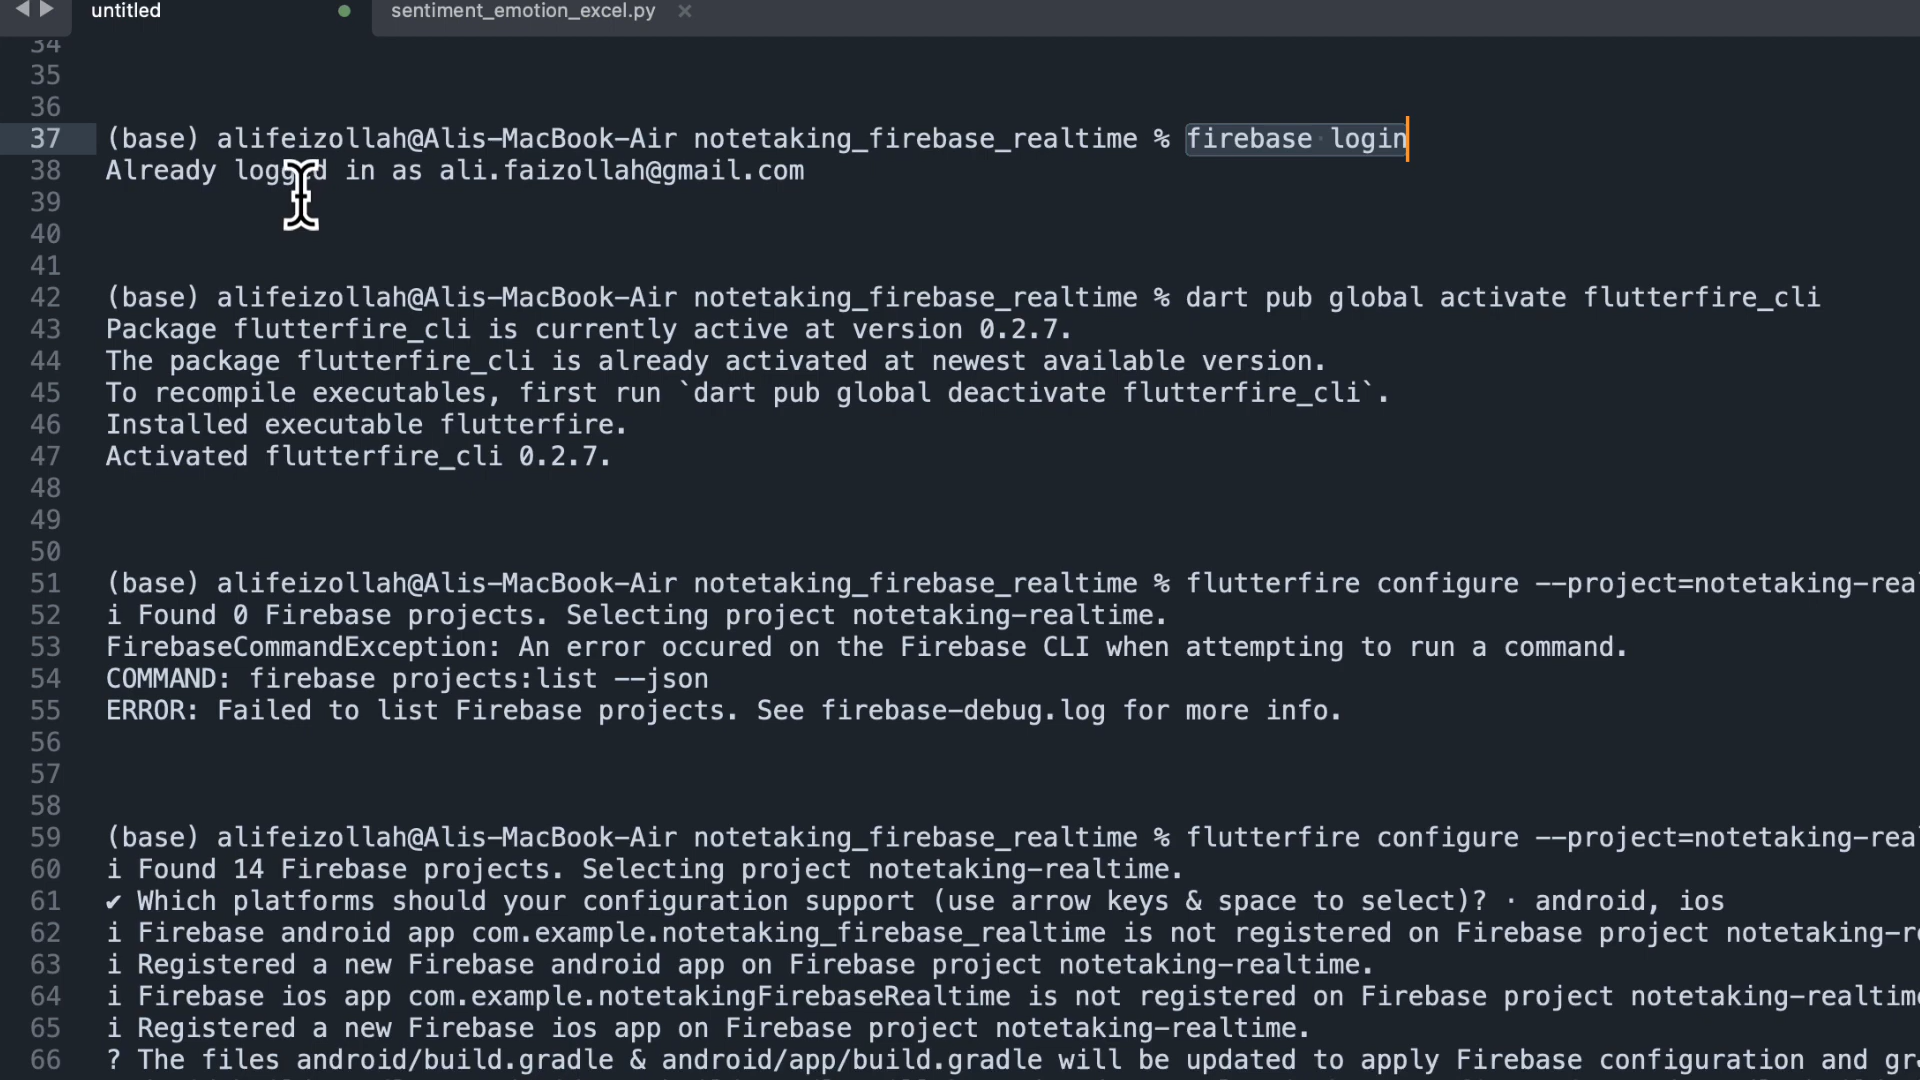 untitled
sentiment_emotion_excel.py ×
34
35
36
37 (base) alifeizollah@Alis-MacBook-Air notetaking_firebase_realtime % firebase login
38 Already logged in as ali.faizollah@gmail.com
39
40
41
42 (base) alifeizollah@Alis-MacBook-Air notetaking_firebase_realtime % dart pub global activate flutterfire_cli
43 Package flutterfire_cli is currently active at version 0.2.7.
44 The package flutterfire_cli is already activated at newest available version.
45 To recompile executables, first run `dart pub global deactivate flutterfire_cli`.
46 Installed executable flutterfire.
47 Activated flutterfire_cli 0.2.7.
48
49
50
51 (base) alifeizollah@Alis-MacBook-Air notetaking_firebase_realtime % flutterfire configure --project=notetaking-rea
52 i Found 0 Firebase projects. Selecting project notetaking-realtime.
53 FirebaseCommandException: An error occured on the Firebase CLI when attempting to run a command.
54 COMMAND: firebase projects:list --json
55 ERROR: Failed to list Firebase projects. See firebase-debug.log for more info.
56
57
58
59 (base) alifeizollah@Alis-MacBook-Air notetaking_firebase_realtime % flutterfire configure --project=notetaking-rea
60 i Found 14 Firebase projects. Selecting project notetaking-realtime.
61 ✔ Which platforms should your configuration support (use arrow keys & space to select)? · android, ios
62 i Firebase android app com.example.notetaking_firebase_realtime is not registered on Firebase project notetaking-r
63 i Registered a new Firebase android app on Firebase project notetaking-realtime.
64 i Firebase ios app com.example.notetakingFirebaseRealtime is not registered on Firebase project notetaking-realtim
65 i Registered a new Firebase ios app on Firebase project notetaking-realtime.
66 ? The files android/build.gradle & android/app/build.gradle will be updated to apply Firebase configuration and gr